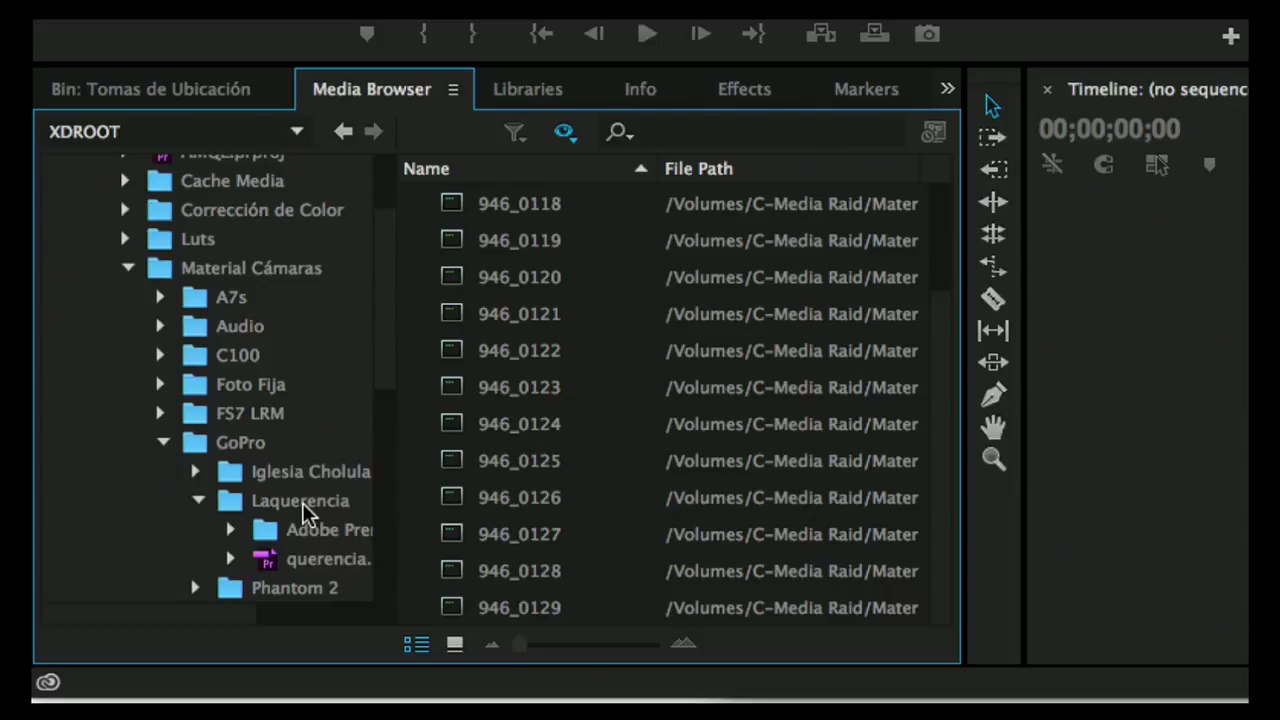 Bin: Tomas de Ubicación
Media Browser
Libraries
Info
Effects
Markers
Timeline: (no sequenc
XDROOT
00;00;00;00
Name
File Path
Cache Media
Corrección de Color
Luts
Material Cámaras
A7s
Audio
C100
Foto Fija
FS7 LRM
GoPro
Iglesia Cholula
Laquerencia
Adobe Pre
querencia.
Phantom 2
946_0118 /Volumes/C-Media Raid/Mater
946_0119 /Volumes/C-Media Raid/Mater
946_0120 /Volumes/C-Media Raid/Mater
946_0121 /Volumes/C-Media Raid/Mater
946_0122 /Volumes/C-Media Raid/Mater
946_0123 /Volumes/C-Media Raid/Mater
946_0124 /Volumes/C-Media Raid/Mater
946_0125 /Volumes/C-Media Raid/Mater
946_0126 /Volumes/C-Media Raid/Mater
946_0127 /Volumes/C-Media Raid/Mater
946_0128 /Volumes/C-Media Raid/Mater
946_0129 /Volumes/C-Media Raid/Mater